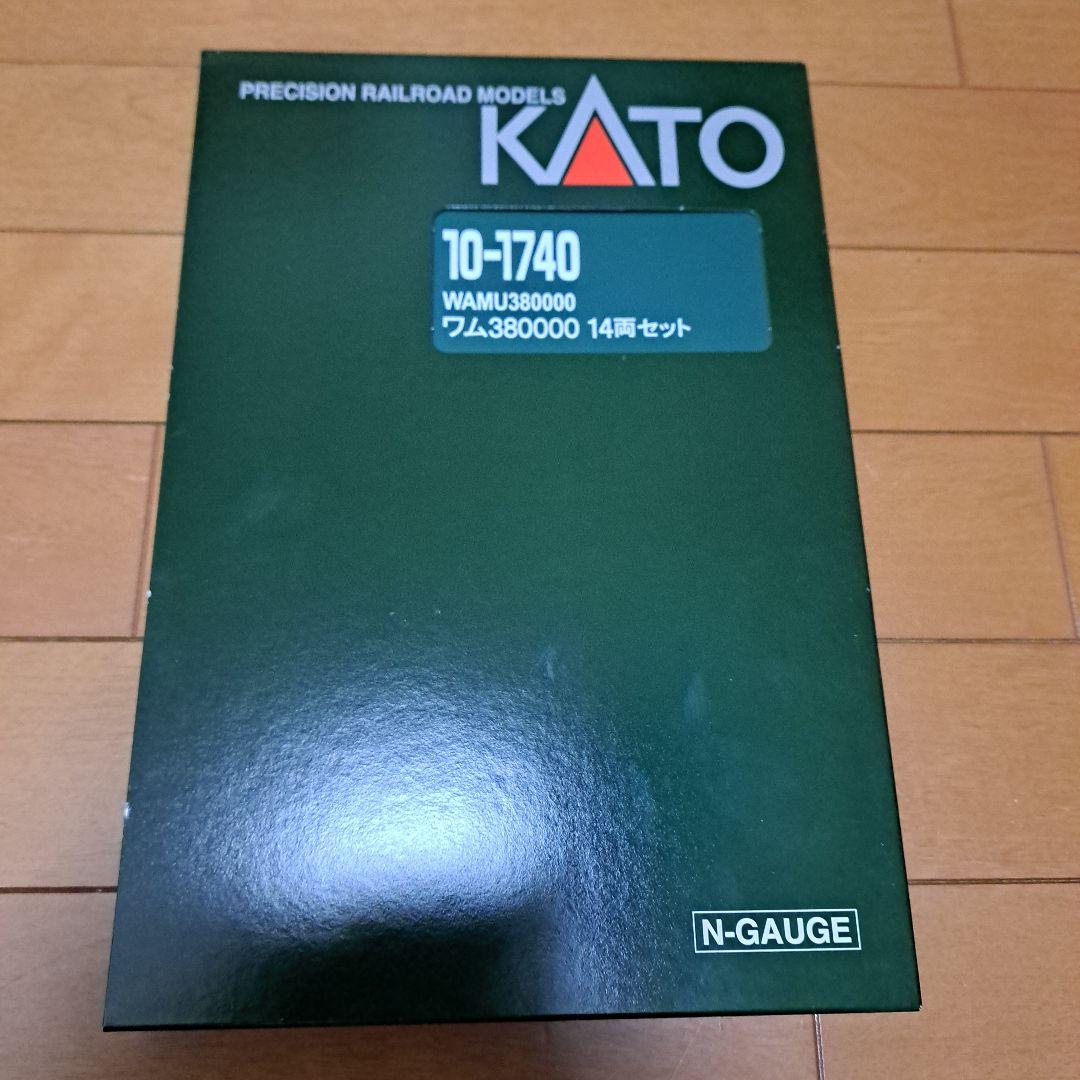 PRECISION RAILROAD MODELS
KATO
10-1740
WAMU380000
ワム380000 14両セット
N-GAUGE